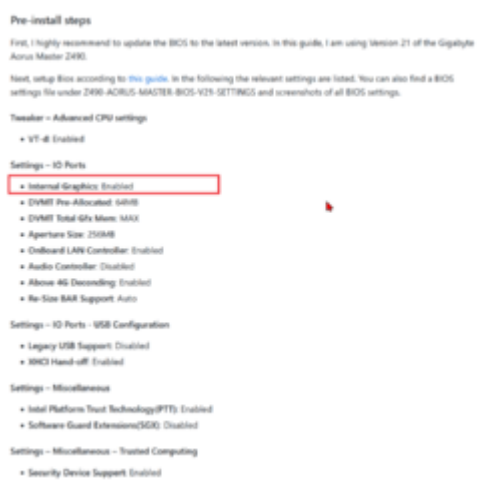 Pre-install steps
First, I highly recommend to update the BIOS to the latest version. In this guide, I am using Version 21 of the Gigabyte
Aorus Master Z490.
Next, setup Bios according to this guide. In the following the relevant settings are listed. You can also find a BIOS
settings file under Z490-AORUS-MASTER-BIOS-V21-SETTINGS and screenshots of all BIOS settings.
Tweaker – Advanced CPU settings
• VT-d: Enabled
Settings – IO Ports
• Internal Graphics: Enabled
• DVMT Pre-Allocated: 64MB
• DVMT Total Gfx Mem: MAX
• Aperture Size: 256MB
• OnBoard LAN Controller: Enabled
• Audio Controller: Disabled
• Above 4G Deconding: Enabled
• Re-Size BAR Support: Auto
Settings – IO Ports - USB Configuration
• Legacy USB Support: Disabled
• XHCI Hand-off: Enabled
Settings – Miscellaneous
• Intel Platform Trust Technology(PTT): Enabled
• Software Guard Extensions(SGX): Disabled
Settings – Miscellaneous – Trusted Computing
• Security Device Support: Enabled